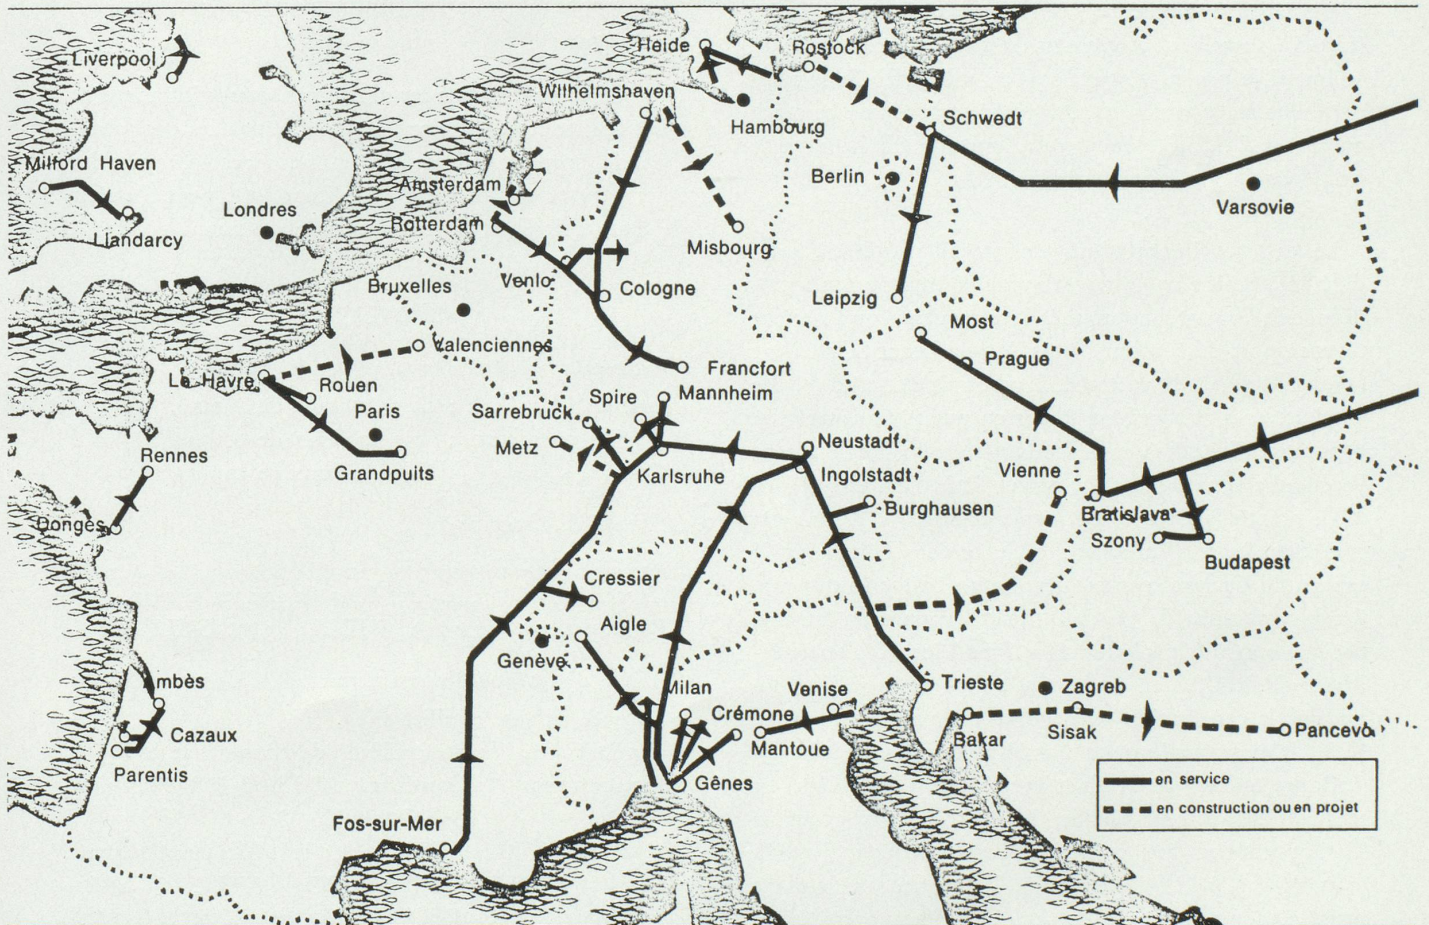 Liverpool
Heide
Rostock
Wilhelmshaven
Hambourg
Schwedt
Milford Haven
Amsterdam
Berlin
Varsovie
Londres
Llandarcy
Rotterdam
Misbourg
Bruxelles
Venlo
Cologne
Leipzig
Most
Valenciennes
Prague
Le Havre
Rouen
Francfort
Mannheim
Spire
Paris
Sarrebruck
Metz
Neustadt
Grandpuits
Rennes
Karlsruhe
Ingolstadt
Vienne
Burghausen
Bratislava
Donges
Szony
Budapest
Cressier
Aigle
Genève
Ambès
Milan
Venise
Trieste
Zagreb
Crémone
Cazaux
Mantoue
Bakar
Sisak
Pancevo
Parentis
Gênes
en service
en construction ou en projet
Fos-sur-Mer